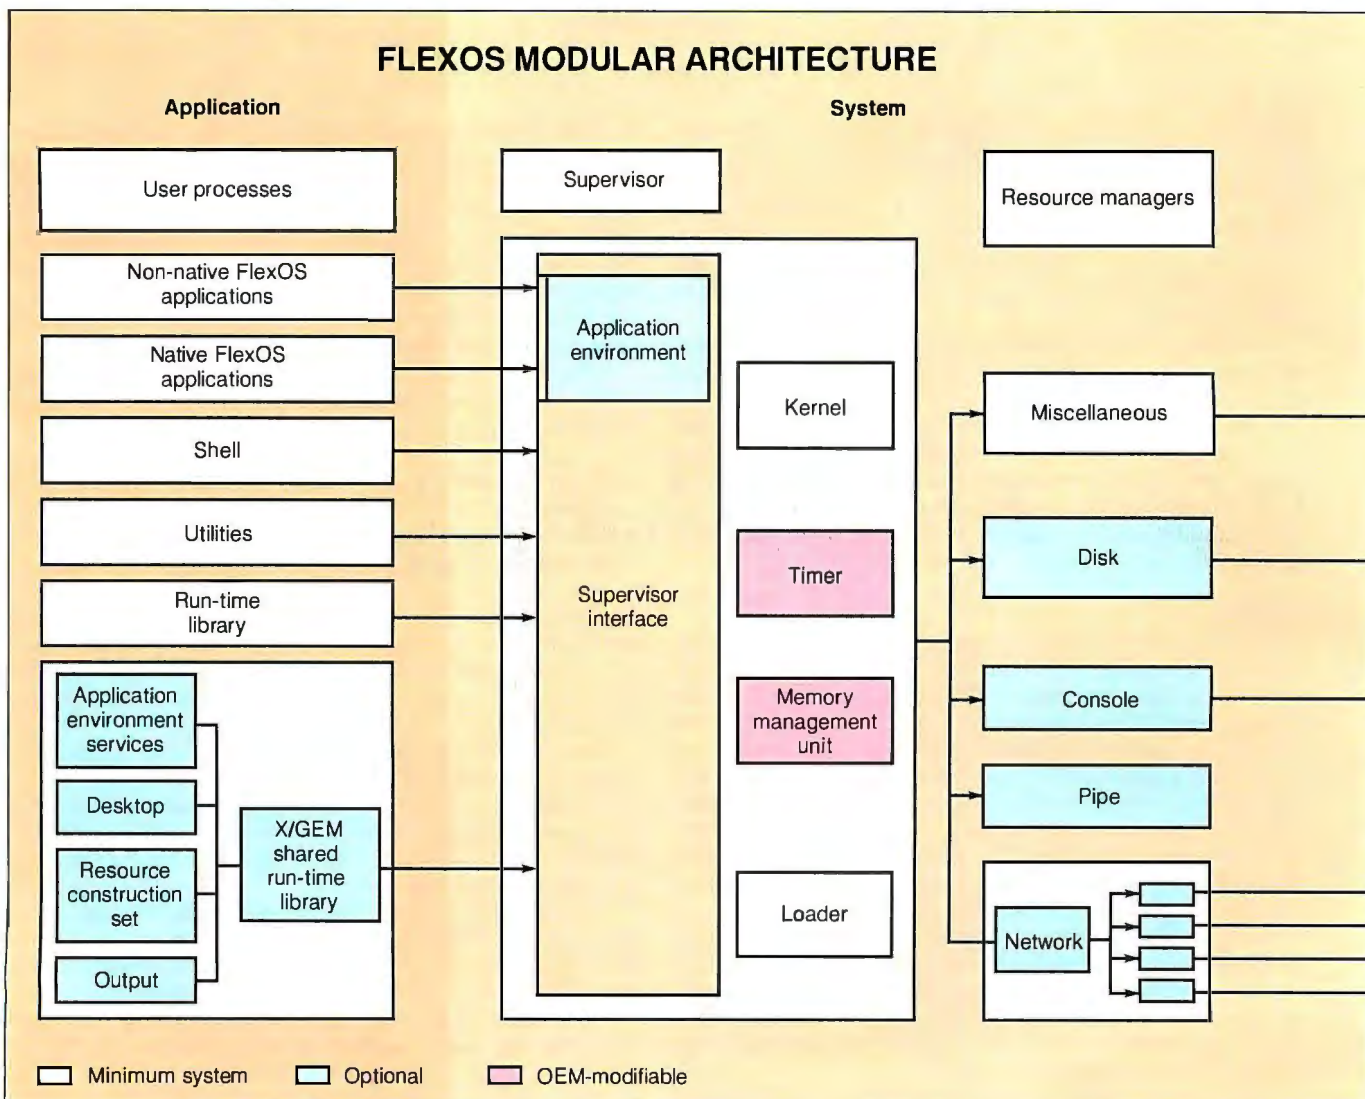 FLEXOS MODULAR ARCHITECTURE
Application
System
User processes
Supervisor
Resource managers
Non-native FlexOS
applications
Native FlexOS
applications
Shell
Utilities
Run-time
library
Application
environment
services
Desktop
Resource
construction
set
Output
X/GEM
shared
run-time
library
Application
environment
Supervisor
interface
Kernel
Timer
Memory
management
unit
Loader
Miscellaneous
Disk
Console
Pipe
Network
Minimum system
Optional
OEM-modifiable